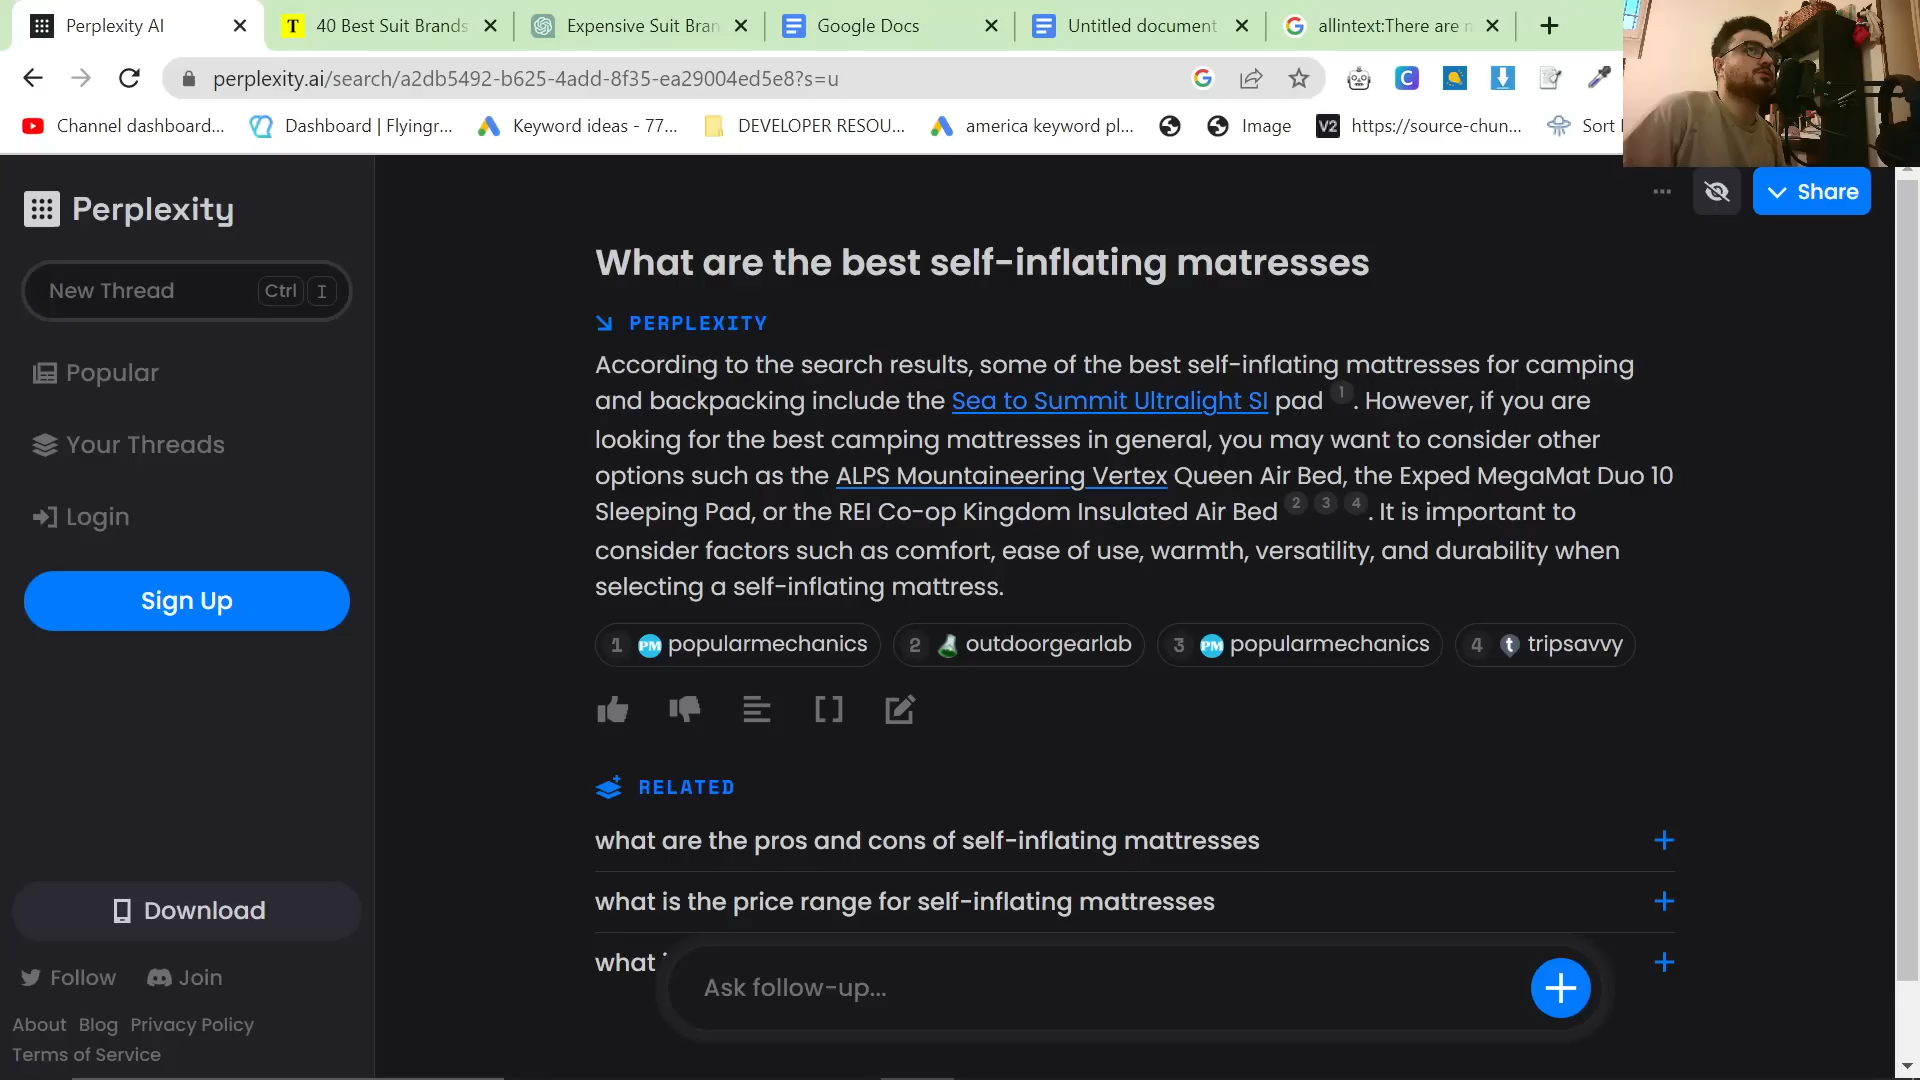 Perplexity AI
T 40 Best Suit Brands
Expensive Suit Bran
Google Docs
Untitled document
allintext:There are
perplexity.ai/search/a2db5492-b625-4add-8f35-ea29004ed5e8?s=u
Channel dashboard...
Dashboard | Flyingr...
Keyword ideas - 77...
DEVELOPER RESOU...
america keyword pl...
Image
V2 https://source-chun...
Sort
Perplexity
New Thread Ctrl I
Popular
Your Threads
Login
Sign Up
Download
Follow Join
About Blog Privacy Policy
Terms of Service
Share
What are the best self-inflating matresses
PERPLEXITY
According to the search results, some of the best self-inflating mattresses for camping
and backpacking include the Sea to Summit Ultralight SI pad 1. However, if you are
looking for the best camping mattresses in general, you may want to consider other
options such as the ALPS Mountaineering Vertex Queen Air Bed, the Exped MegaMat Duo 10
Sleeping Pad, or the REI Co-op Kingdom Insulated Air Bed 2 3 4. It is important to
consider factors such as comfort, ease of use, warmth, versatility, and durability when
selecting a self-inflating mattress.
1 PM popularmechanics 2 outdoorgearlab 3 PM popularmechanics 4 t tripsavvy
RELATED
what are the pros and cons of self-inflating mattresses
what is the price range for self-inflating mattresses
what
Ask follow-up...